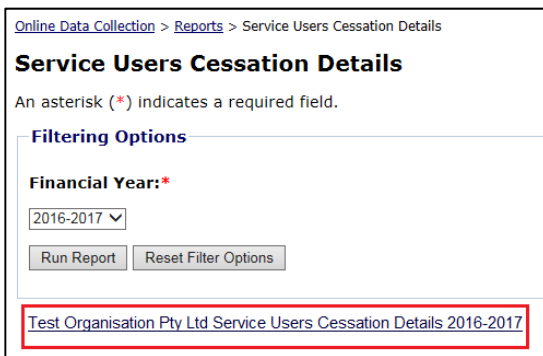 Online Data Collection > Reports > Service Users Cessation Details
Service Users Cessation Details
An asterisk (*) indicates a required field.
Filtering Options
Financial Year:*
2016-2017
Run Report Reset Filter Options
Test Organisation Pty Ltd Service Users Cessation Details 2016-2017